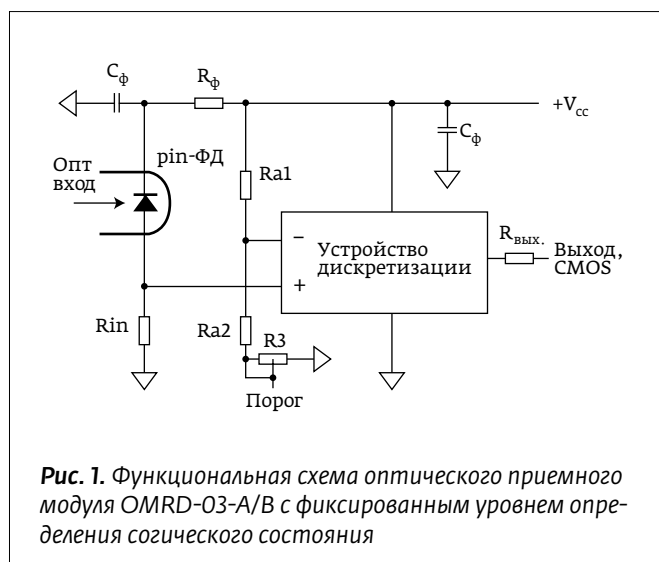 Cф
Rф
+Vcc
Cф
Опт
вход
pin-ФД
Ra1
−
Устройство
дискретизации
+
Rвых.
Выход,
CMOS
Rin
Ra2
R3
Порог
Рис. 1. Функциональная схема оптического приемного
модуля OMRD-03-A/B с фиксированным уровнем опре-
деления согического состояния